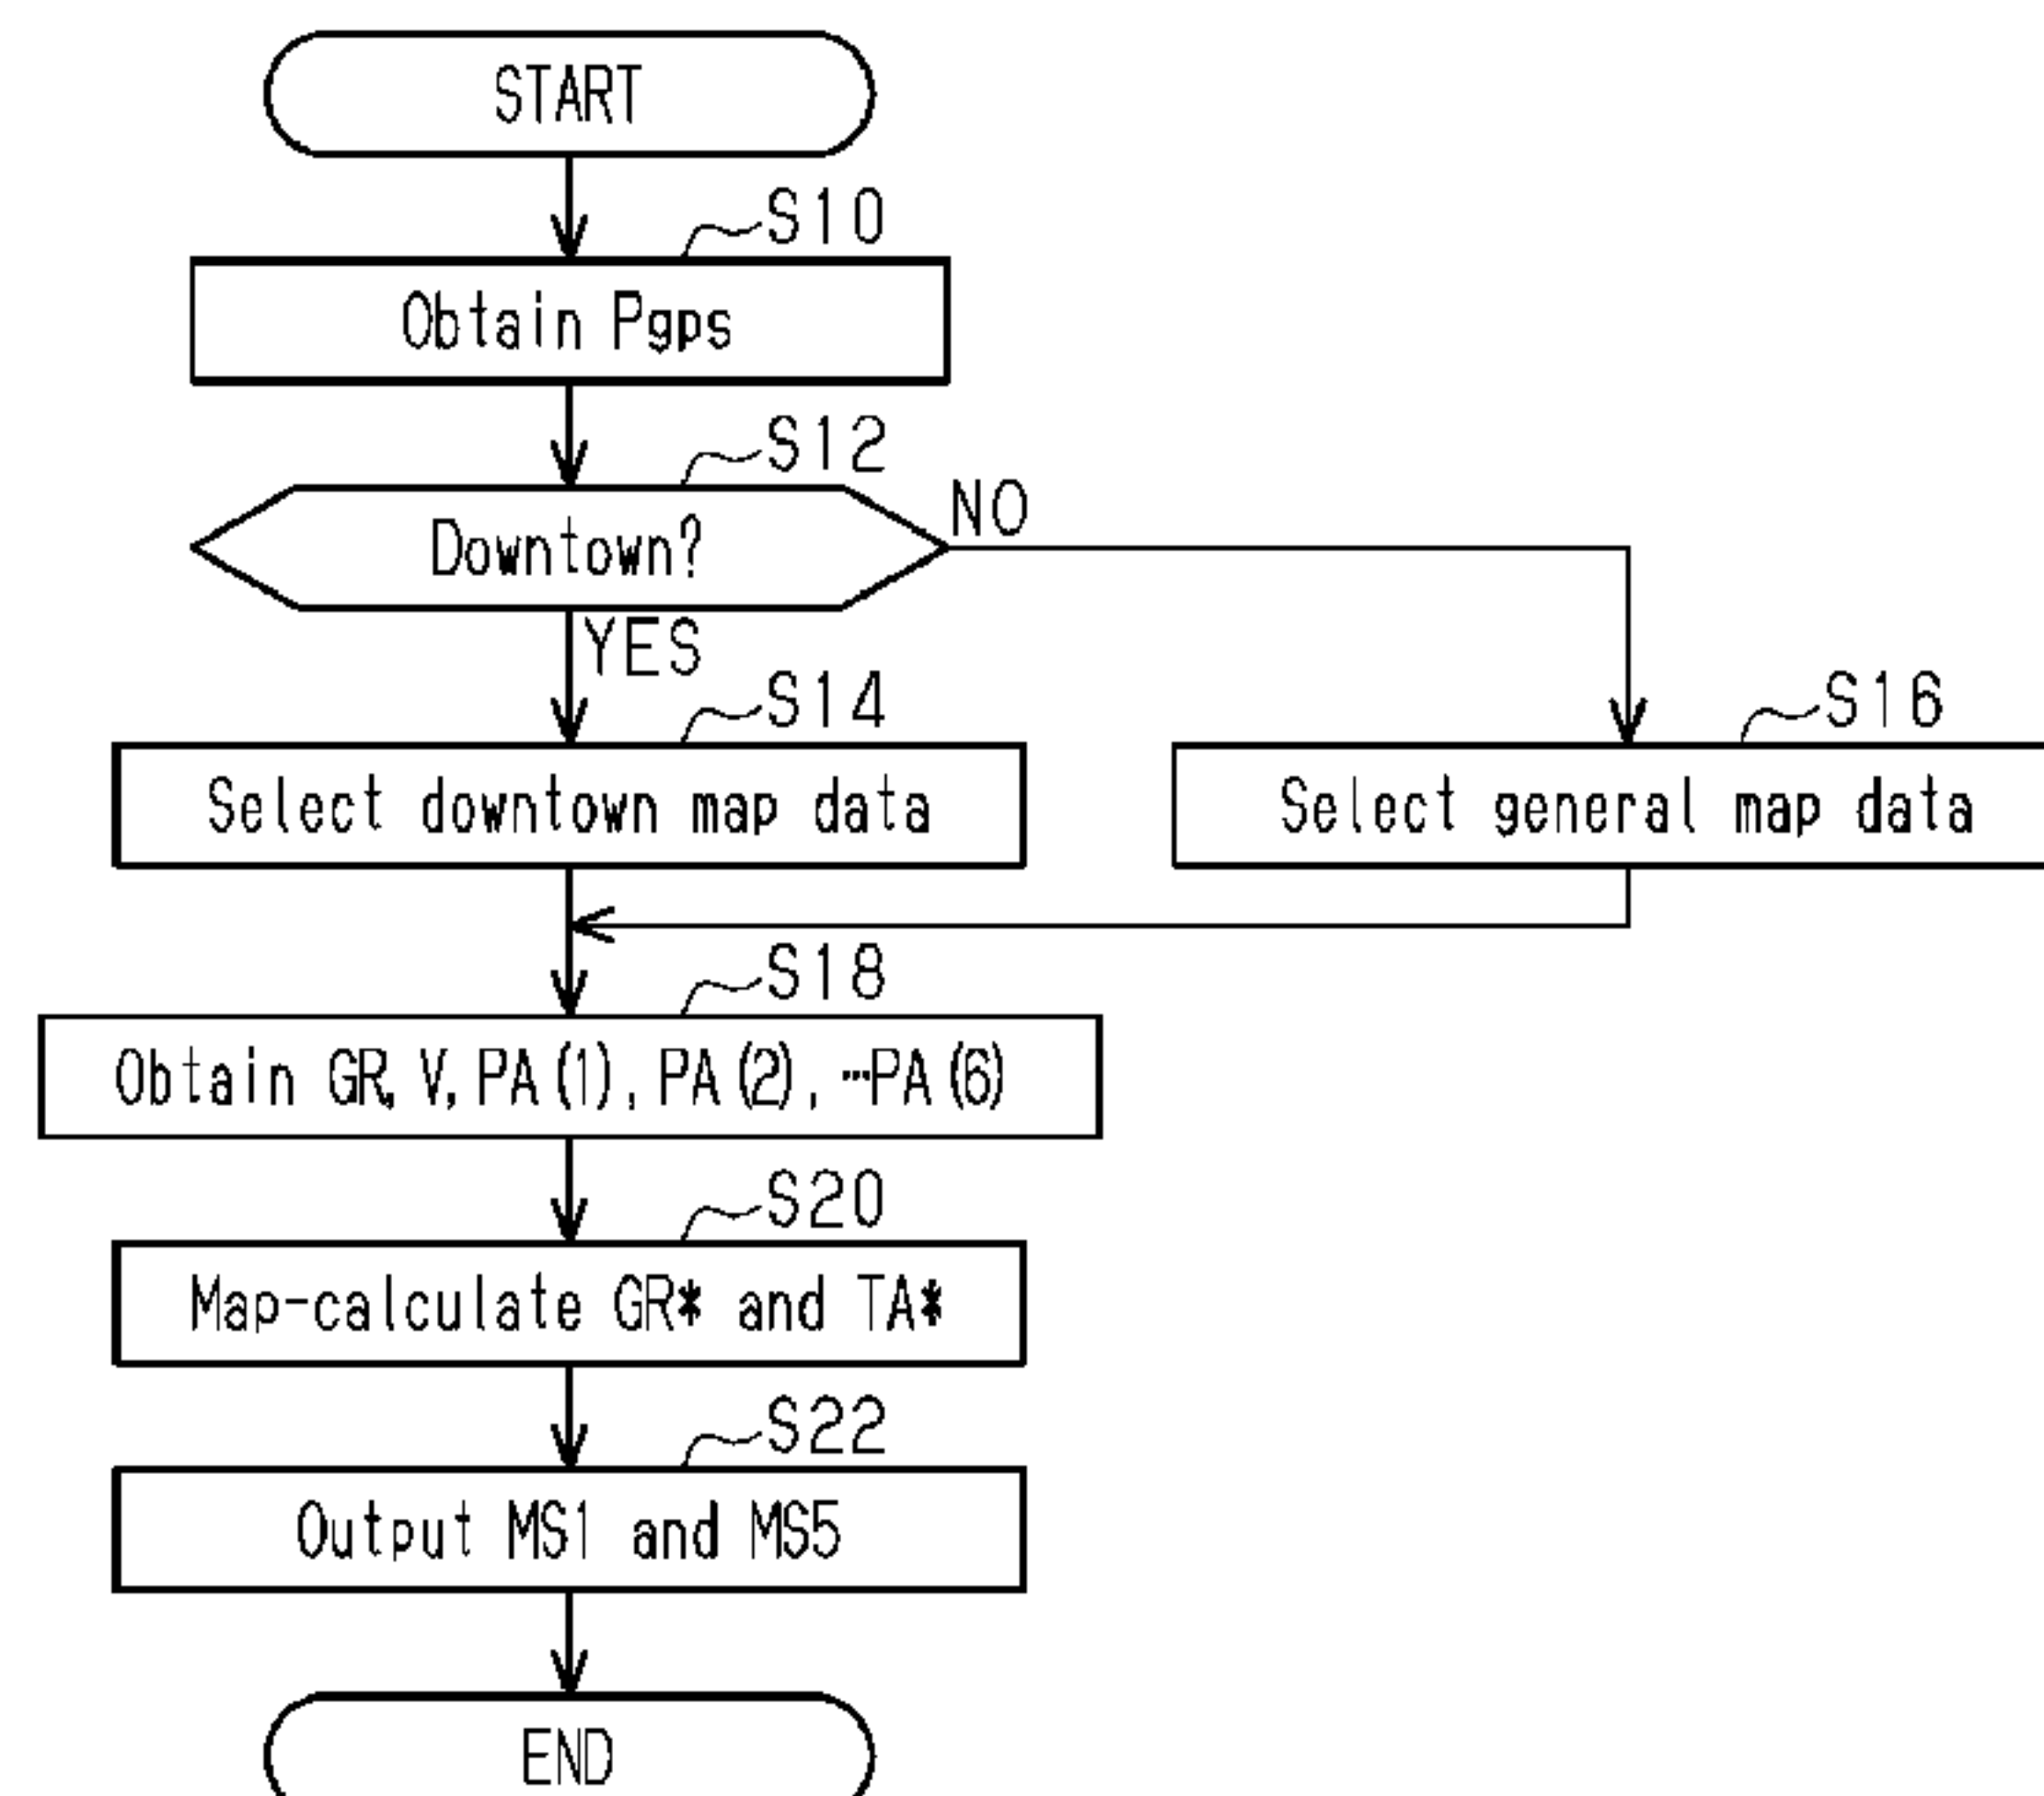 START
S10
Obtain Pgps
S12
Downtown?
NO
YES
S14
Select downtown map data
S16
Select general map data
S18
Obtain GR, V, PA(1), PA(2), …PA(6)
S20
Map-calculate GR* and TA*
S22
Output MS1 and MS5
END